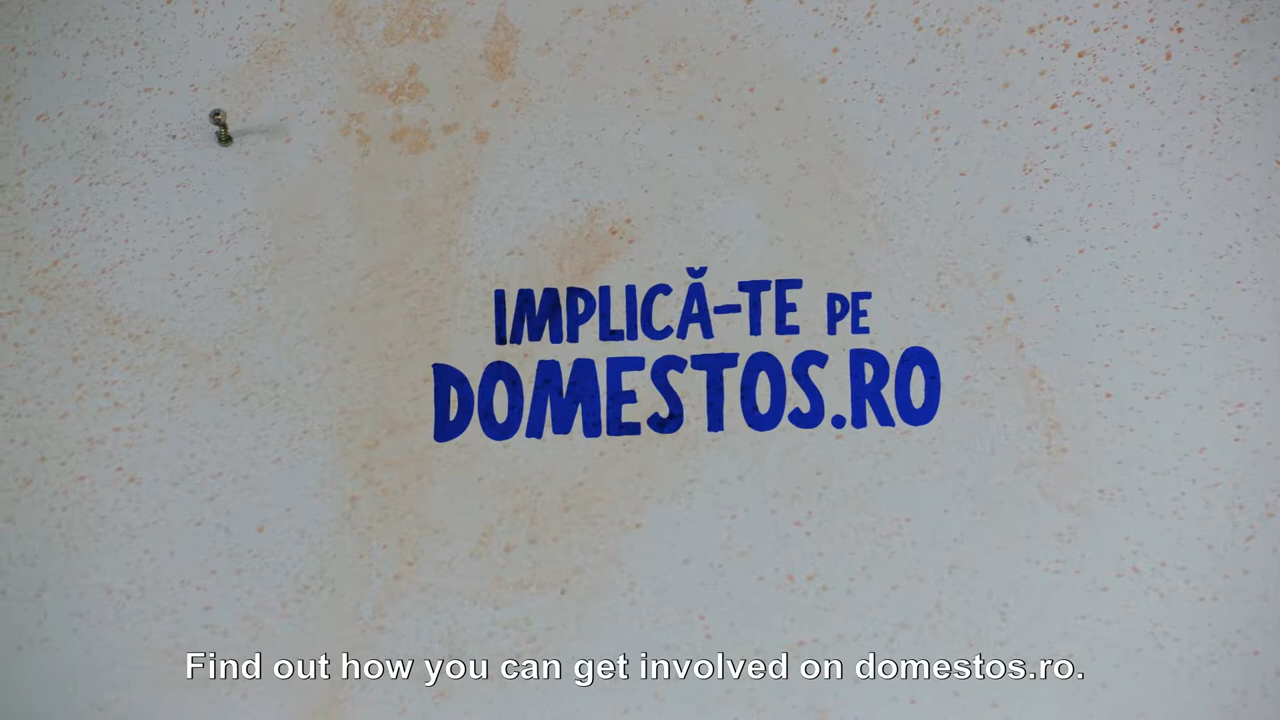 IMPLICĂ-TE PE
DOMESTOS.RO
Find out how you can get involved on domestos.ro.